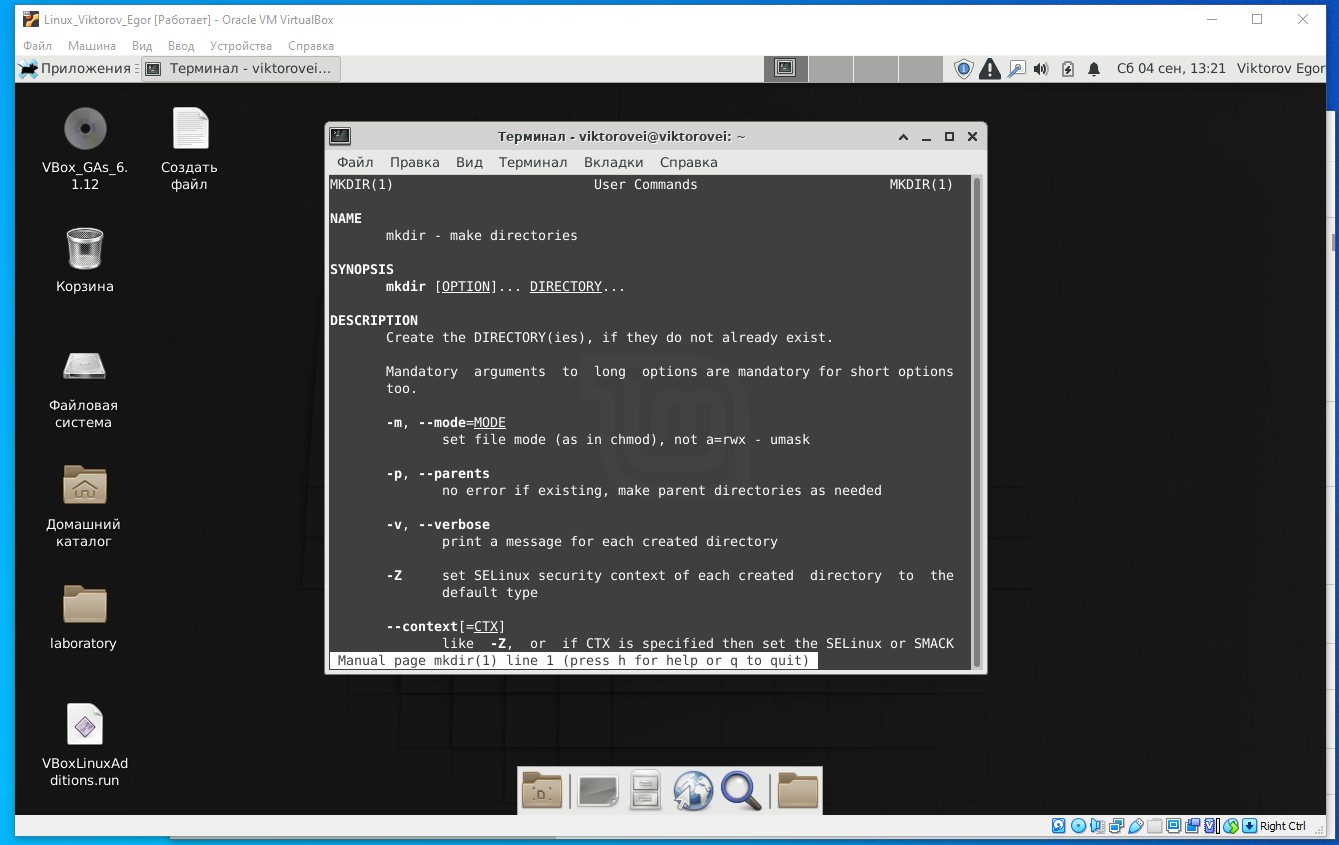 Linux_Viktorov_Egor [Работает] - Oracle VM VirtualBox
Файл Машина Вид Ввод Устройства Справка
Приложения Терминал - viktorovei... Сб 04 сен, 13:21 Viktorov Egor
VBox_GAs_6.
1.12
Создать
файл
Корзина
Файловая
система
Домашний
каталог
laboratory
VBoxLinuxAd
ditions.run
Терминал - viktorovei@viktorovei: ~
Файл Правка Вид Терминал Вкладки Справка
MKDIR(1) User Commands MKDIR(1)
NAME
mkdir - make directories
SYNOPSIS
mkdir [OPTION]... DIRECTORY...
DESCRIPTION
Create the DIRECTORY(ies), if they do not already exist.
Mandatory arguments to long options are mandatory for short options
too.
-m, --mode=MODE
set file mode (as in chmod), not a=rwx - umask
-p, --parents
no error if existing, make parent directories as needed
-v, --verbose
print a message for each created directory
-Z set SELinux security context of each created directory to the
default type
--context[=CTX]
like -Z, or if CTX is specified then set the SELinux or SMACK
Manual page mkdir(1) line 1 (press h for help or q to quit)
Right Ctrl